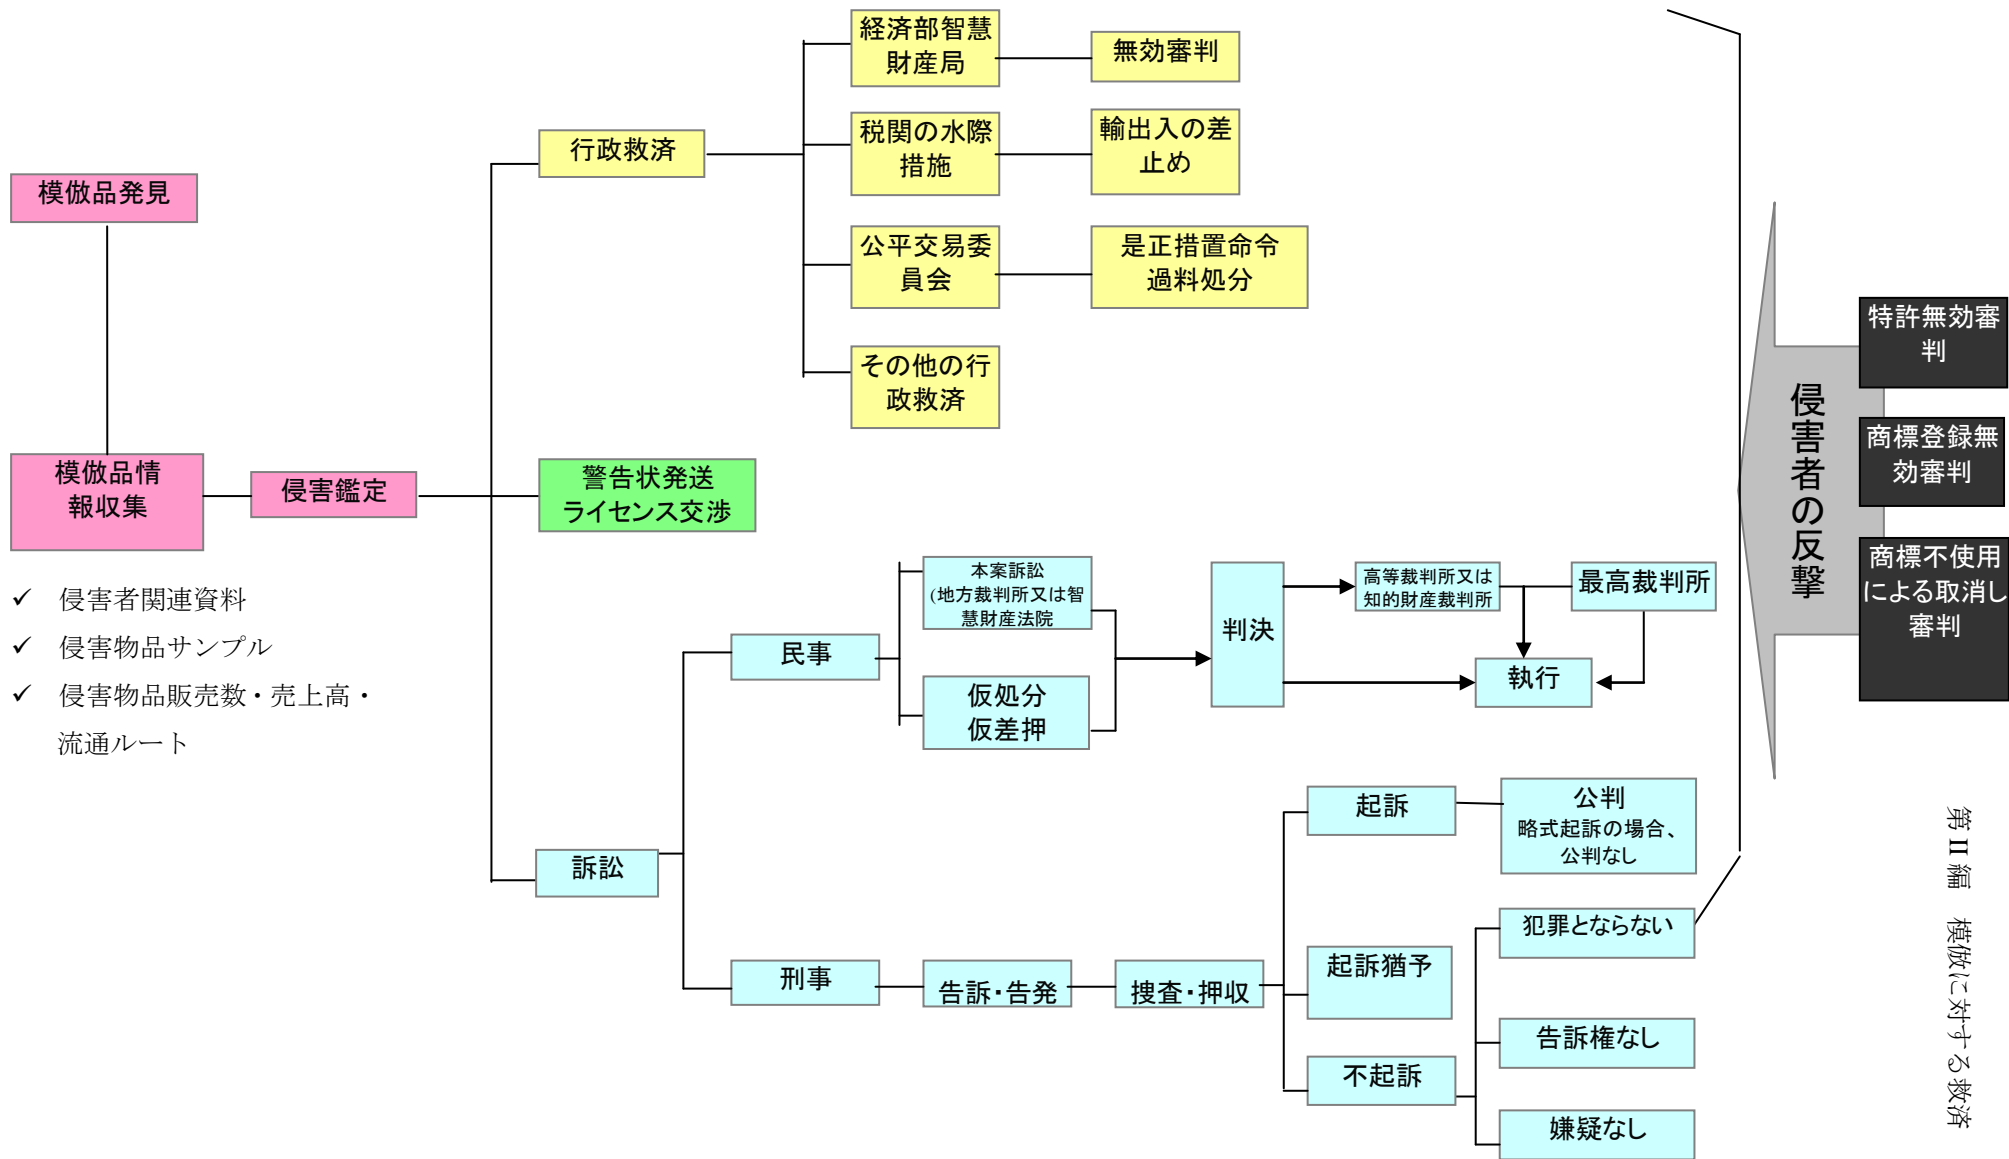 模倣品発見
模倣品情
報収集
✓ 侵害者関連資料
✓ 侵害物品サンプル
✓ 侵害物品販売数・売上高・
流通ルート
侵害鑑定
行政救済
経済部智慧
財産局
無効審判
税関の水際
措施
輸出入の差
止め
公平交易委
員会
是正措置命令
過料処分
その他の行
政救済
警告状発送
ライセンス交渉
訴訟
民事
本案訴訟
(地方裁判所又は智
慧財産法院
仮処分
仮差押
判決
高等裁判所又は
知的財産裁判所
最高裁判所
執行
刑事
告訴・告発
捜査・押収
起訴
公判
略式起訴の場合、
公判なし
起訴猶予
不起訴
犯罪とならない
告訴権なし
嫌疑なし
侵害者の反撃
特許無効審
判
商標登録無
効審判
商標不使用
による取消し
審判
第 II 編 模倣に対する救済